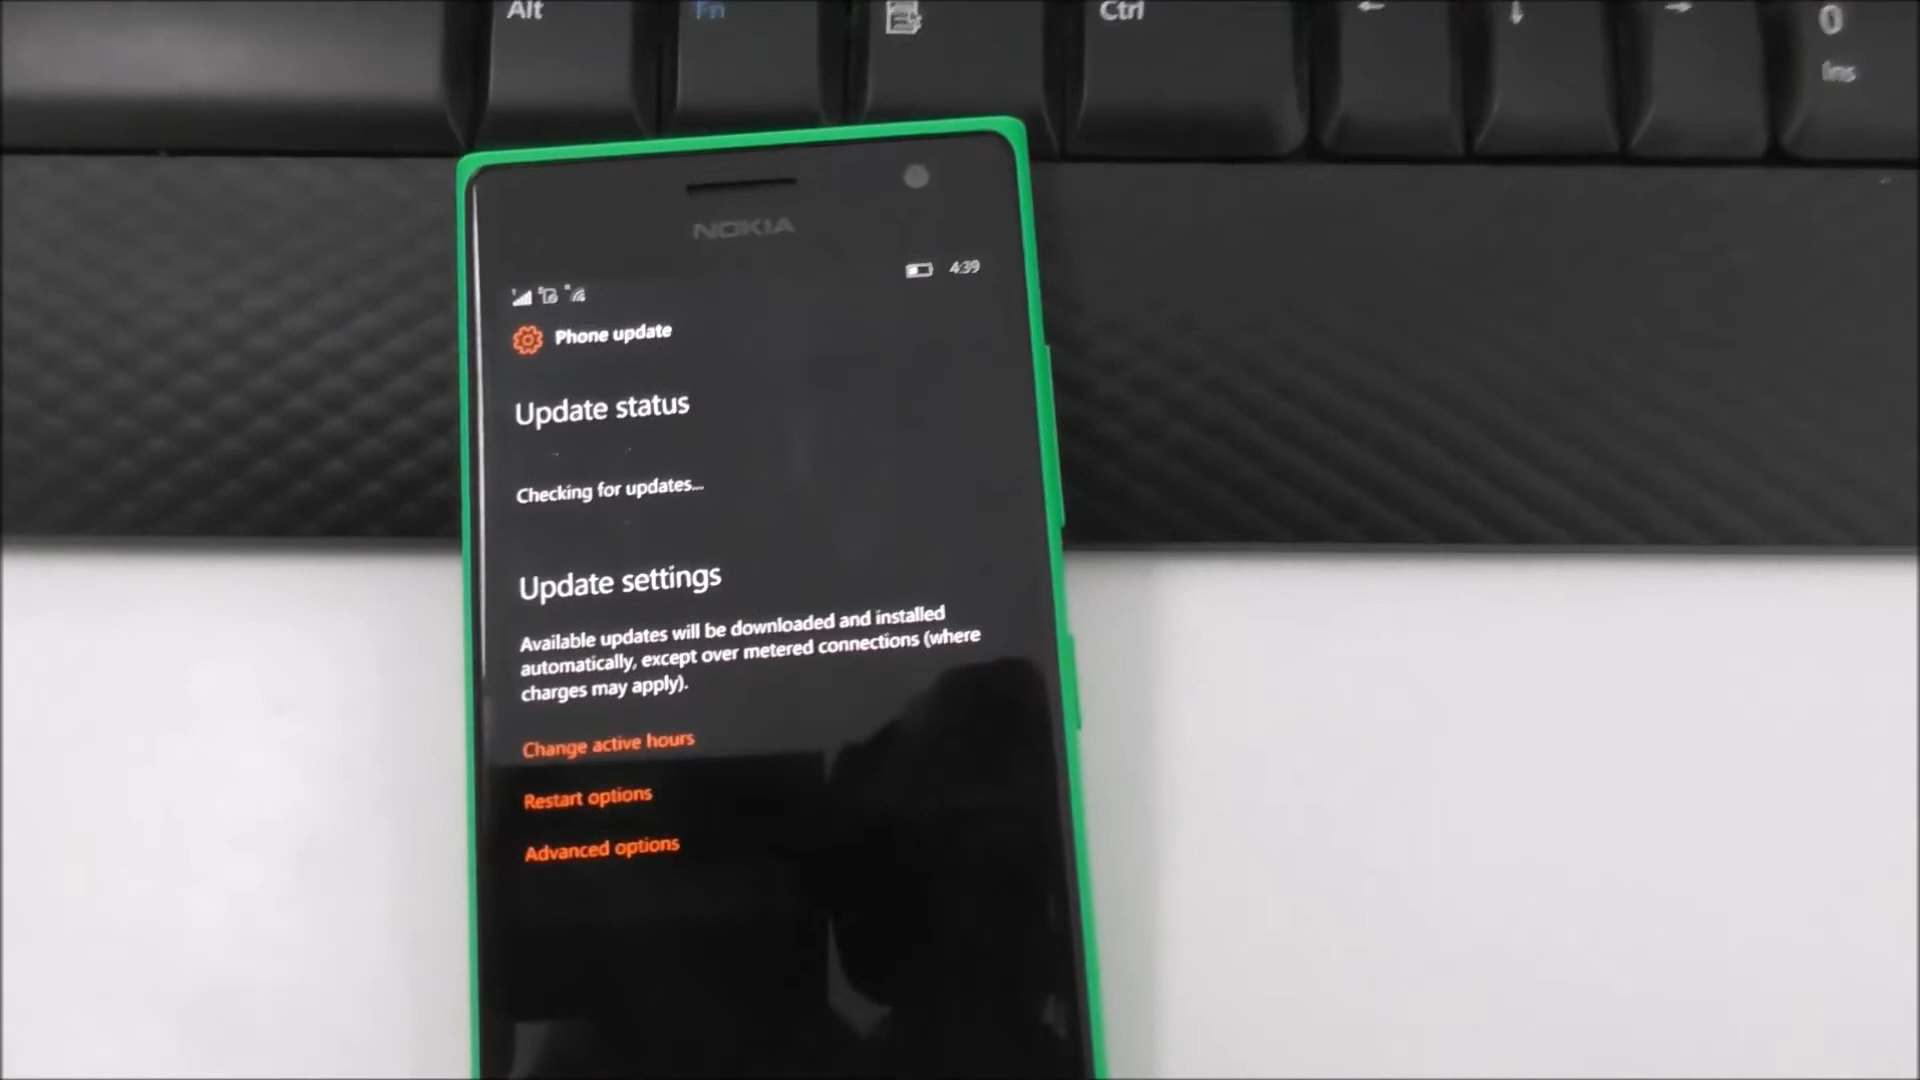 Alt Fn Ctrl ← ↓ → 0
Ins
NOKIA
4:39
Phone update
Update status
Checking for updates...
Update settings
Available updates will be downloaded and installed
automatically, except over metered connections (where
charges may apply).
Change active hours
Restart options
Advanced options